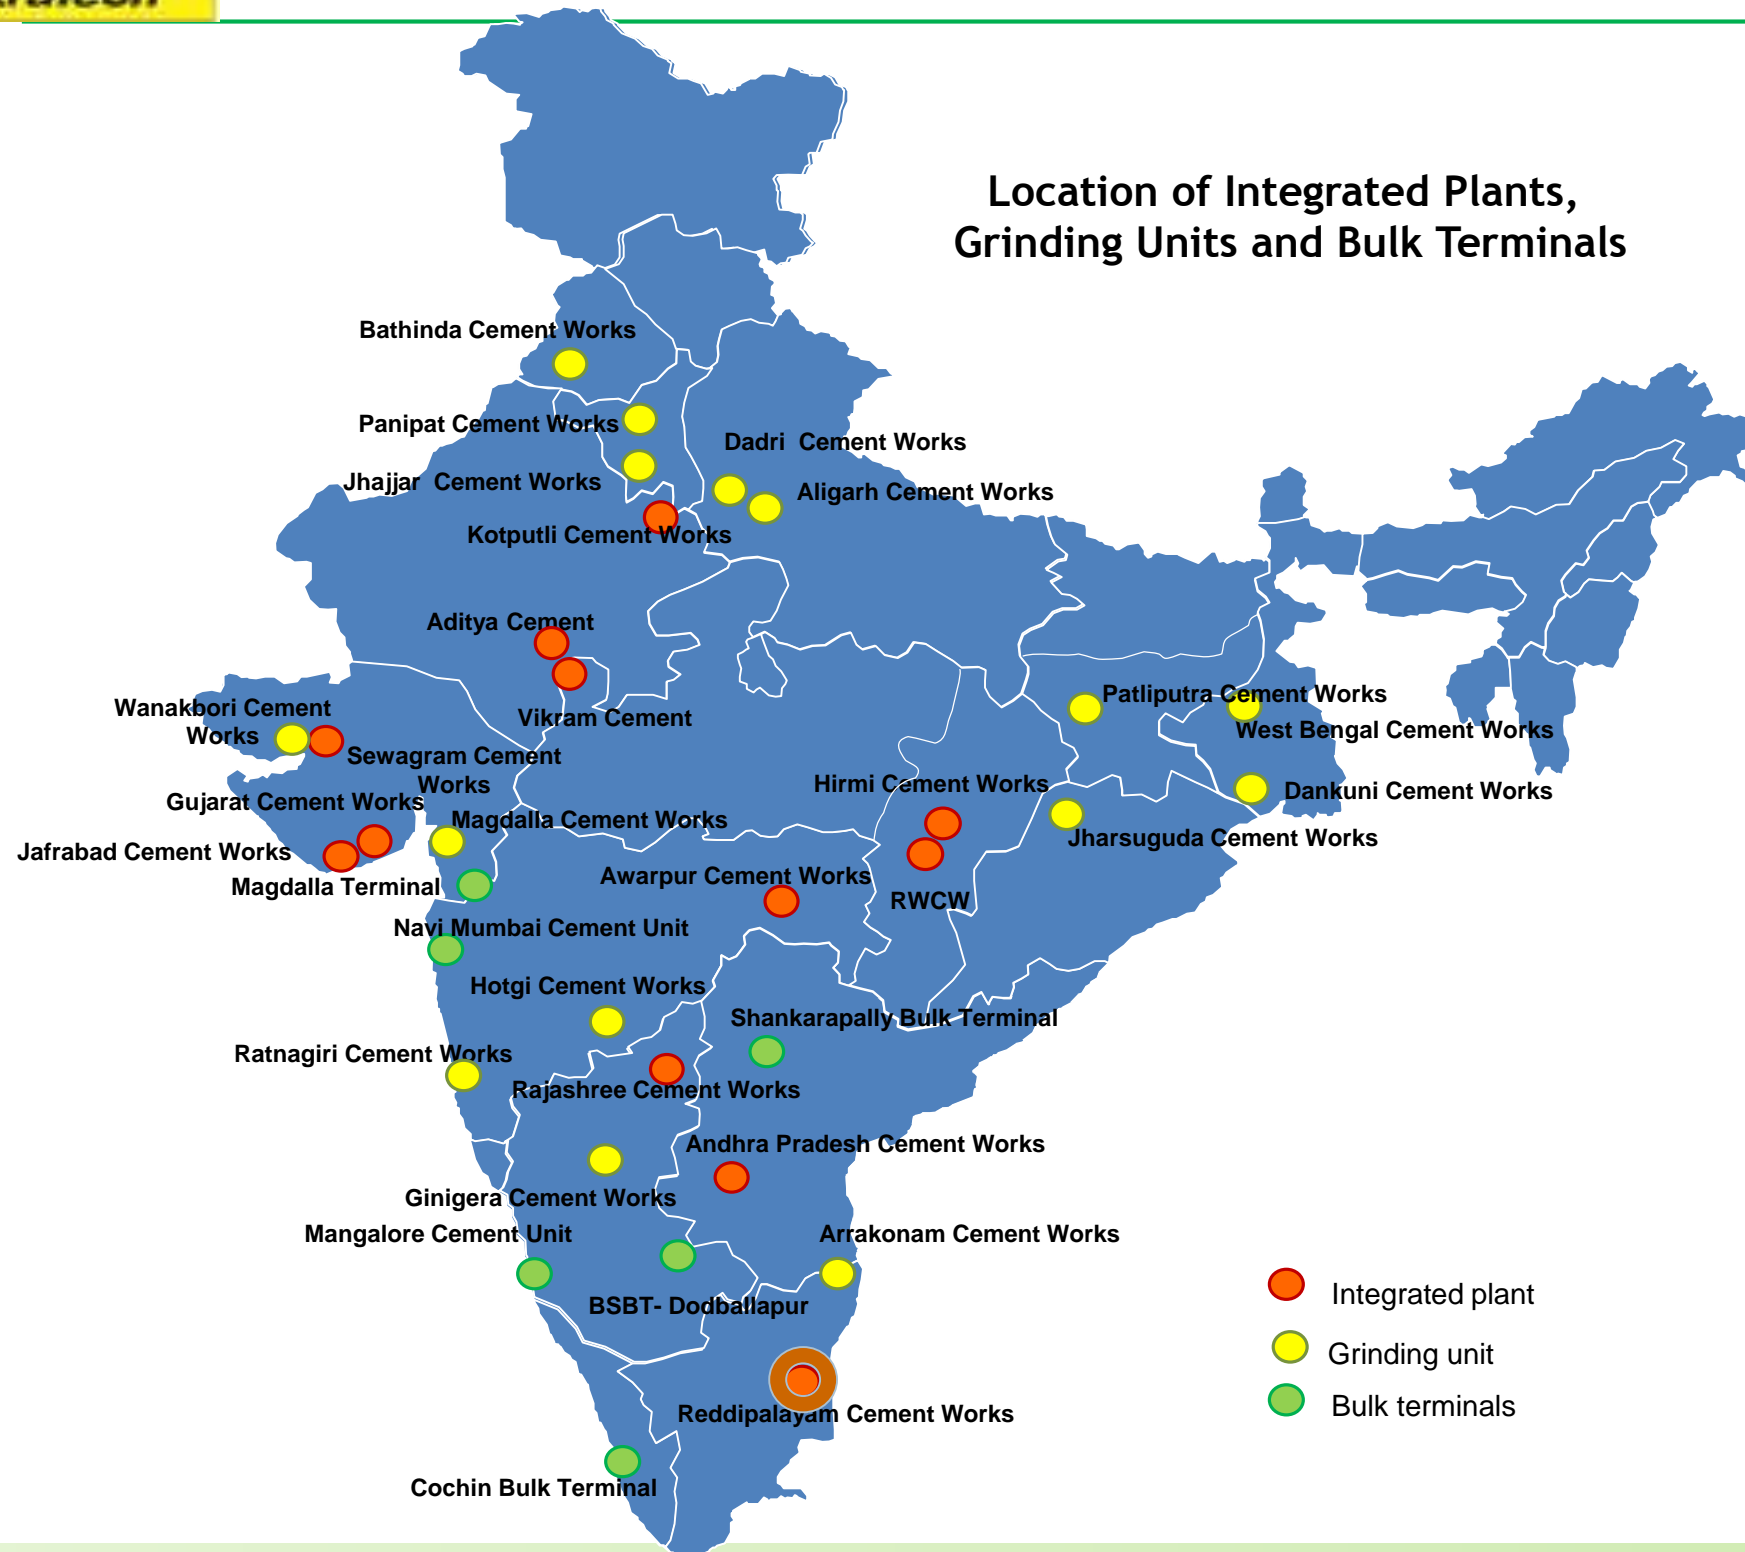 Location of Integrated Plants,
Grinding Units and Bulk Terminals
Bathinda Cement Works
Panipat Cement Works
Dadri  Cement Works
Jhajjar  Cement Works
Aligarh Cement Works
Kotputli Cement Works
Aditya Cement
Vikram Cement
Wanakbori Cement
Works
Sewagram Cement
Works
Patliputra Cement Works
West Bengal Cement Works
Gujarat Cement Works
Magdalla Cement Works
Hirmi Cement Works
Dankuni Cement Works
Jharsuguda Cement Works
Jafrabad Cement Works
Magdalla Terminal
Awarpur Cement Works
RWCW
Navi Mumbai Cement Unit
Hotgi Cement Works
Shankarapally Bulk Terminal
Ratnagiri Cement Works
Rajashree Cement Works
Andhra Pradesh Cement Works
Ginigera Cement Works
Mangalore Cement Unit
Arrakonam Cement Works
BSBT- Dodballapur
Reddipalayam Cement Works
Cochin Bulk Terminal
Integrated plant
Grinding unit
Bulk terminals